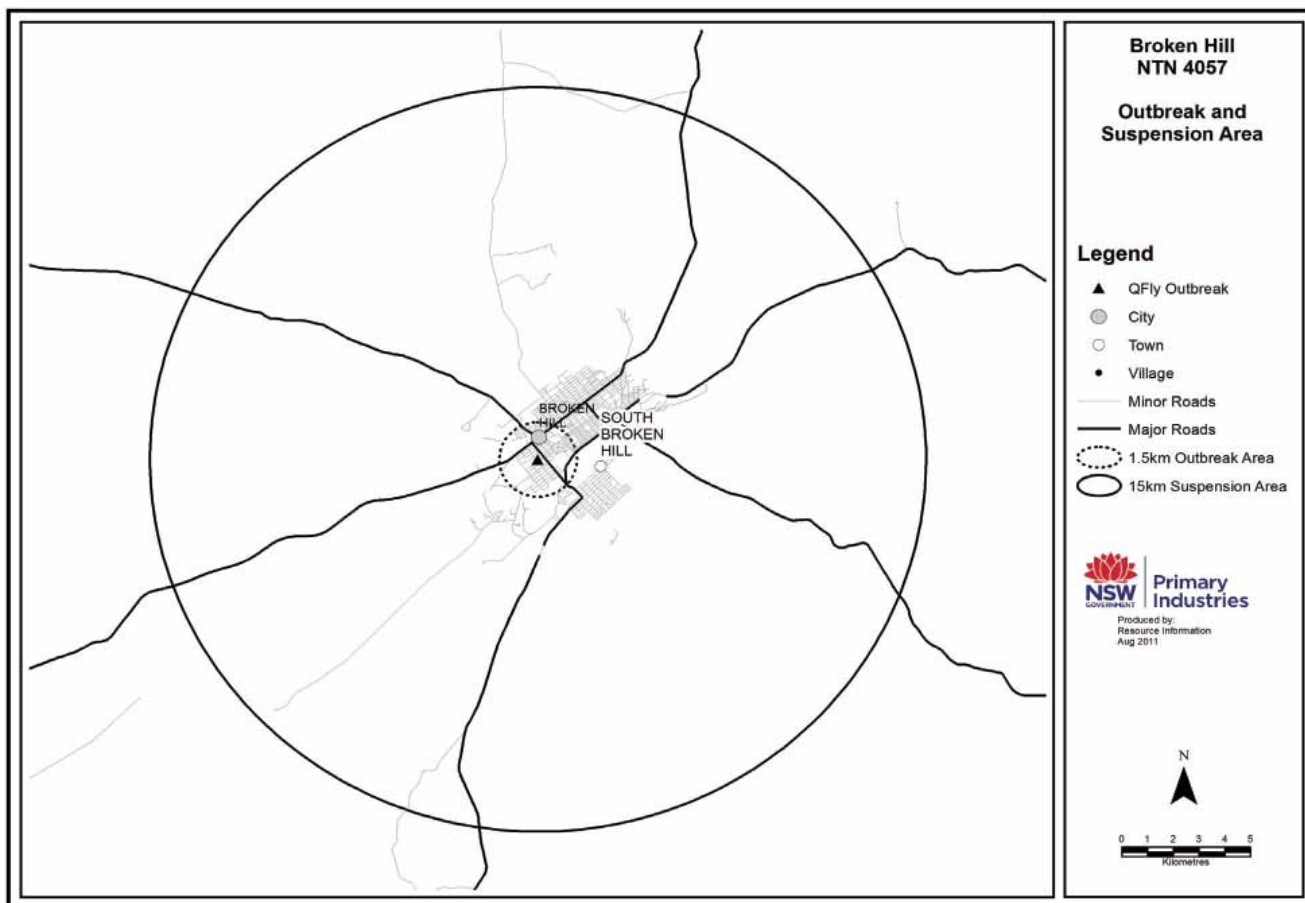 Broken Hill
NTN 4057
Outbreak and
Suspension Area
BROKEN
HILL
SOUTH
BROKEN
HILL
Legend
QFly Outbreak
City
Town
Village
Minor Roads
Major Roads
1.5km Outbreak Area
15km Suspension Area
NSW
GOVERNMENT
Primary
Industries
Produced by:
Resource Information
Aug 2011
N
0 1 2 3 4 5
Kilometres